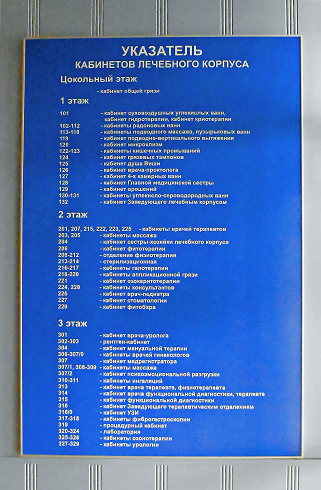 УКАЗАТЕЛЬ
КАБИНЕТОВ ЛЕЧЕБНОГО КОРПУСА
Цокольный этаж
- кабинет общей грязи
1 этаж
101 - кабинет суховоздушных углекислых ванн,
кабинет гидротерапии, кабинет криотерапии
102-112 - кабинеты радоновых ванн
113-118 - кабинеты подводного массажа, пузырьковых ванн
119 - кабинет подводно-вертикального вытяжения
120 - кабинет микроклизм
122-123 - кабинеты кишечных промываний
124 - кабинет грязевых тампонов
125 - кабинет душа Виши
126 - кабинет врача-проктолога
127 - кабинет 4-х камерных ванн
128 - кабинет Главной медицинской сестры
129 - кабинет орошений
130-131 - кабинеты углекисло-сероводородных ванн
132 - кабинет Заведующего лечебным корпусом
2 этаж
201, 207, 215, 222, 223, 225 - кабинеты врачей терапевтов
203, 205 - кабинеты массажа
204 - кабинет сестры-хозяйки лечебного корпуса
206 - кабинет фитотерапии
208-212 - отделение физиотерапии
213-214 - стерилизационная
216-217 - кабинеты галотерапии
218-220 - кабинеты аппликационной грязи
221 - кабинет озокеритотерапии
224, 228 - кабинеты консультантов
226 - кабинет врач-педиатра
227 - кабинет стоматологии
229 - кабинет фитобара
3 этаж
301 - кабинет врача-уролога
302-303 - рентген-кабинет
304 - кабинет мануальной терапии
306-307/0 - кабинеты врачей гинекологов
307 - кабинет медрегистратора
307/1, 308-309 - кабинеты массажа
307/2 - кабинет психоэмоциональной разгрузки
310-311 - кабинеты ингаляций
313 - кабинет врача терапевта, физиотерапевта
314 - кабинет врача функциональной диагностики, терапевта
315 - кабинет функциональной диагностики
316 - кабинет Заведующего терапевтическим отделением
316/0 - кабинет УЗИ
317-318 - кабинеты фиброгастроскопии
319 - процедурный кабинет
320-324 - лаборатория
325-326 - кабинеты озонотерапии
327-329 - кабинеты урологии